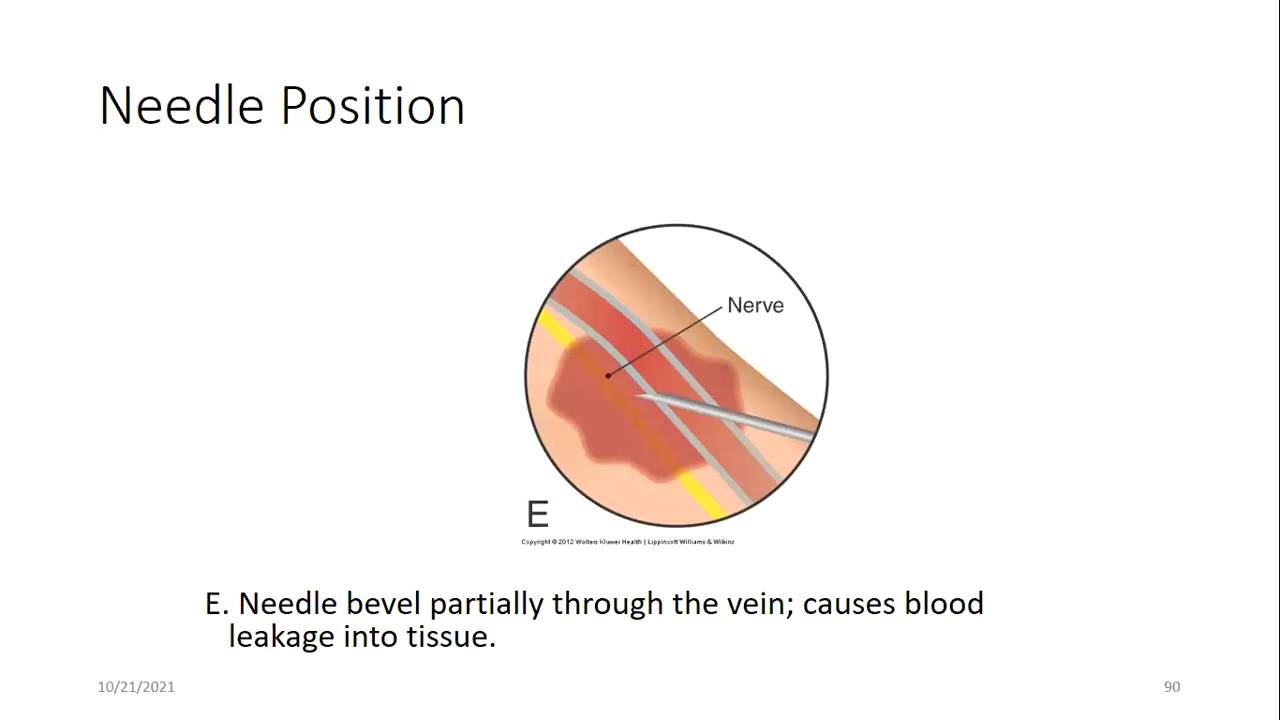 Needle Position
Nerve
E
Copyright © 2012 Wolters Kluwer Health | Lippincott Williams & Wilkins
E. Needle bevel partially through the vein; causes blood
leakage into tissue.
10/21/2021
90